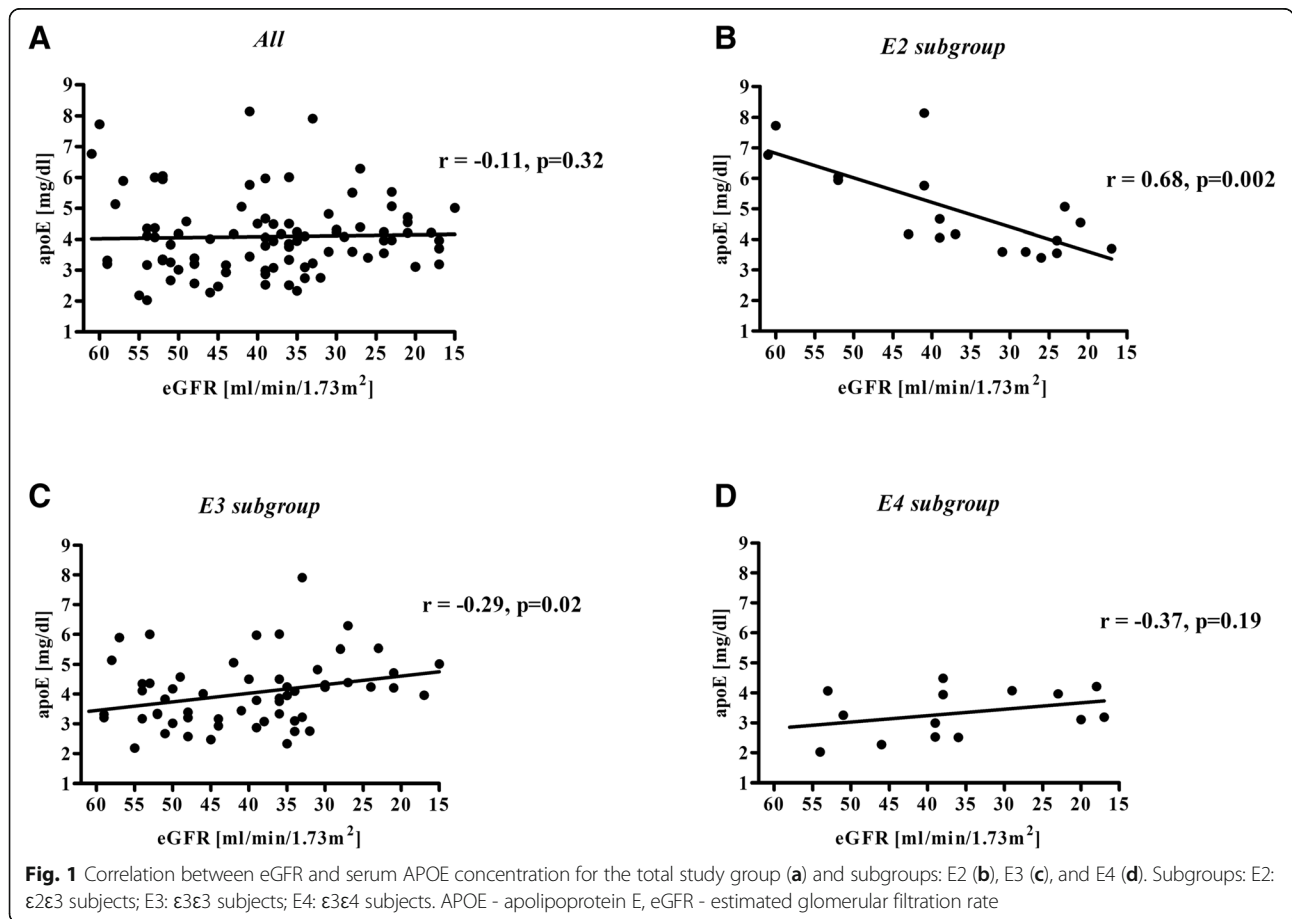 A
All
9
8
7
6
5
4
3
2
1
apoE [mg/dl]
r = -0.11, p=0.32
60 55 50 45 40 35 30 25 20 15
eGFR [ml/min/1.73m²]
B
E2 subgroup
9
8
7
6
5
4
3
2
1
apoE [mg/dl]
r = 0.68, p=0.002
60 55 50 45 40 35 30 25 20 15
eGFR [ml/min/1.73m²]
C
E3 subgroup
9
8
7
6
5
4
3
2
1
apoE [mg/dl]
r = -0.29, p=0.02
60 55 50 45 40 35 30 25 20 15
eGFR [ml/min/1.73m²]
D
E4 subgroup
9
8
7
6
5
4
3
2
1
apoE [mg/dl]
r = -0.37, p=0.19
60 55 50 45 40 35 30 25 20 15
eGFR [ml/min/1.73m²]
Fig. 1 Correlation between eGFR and serum APOE concentration for the total study group (a) and subgroups: E2 (b), E3 (c), and E4 (d). Subgroups: E2:
ε2ε3 subjects; E3: ε3ε3 subjects; E4: ε3ε4 subjects. APOE - apolipoprotein E, eGFR - estimated glomerular filtration rate